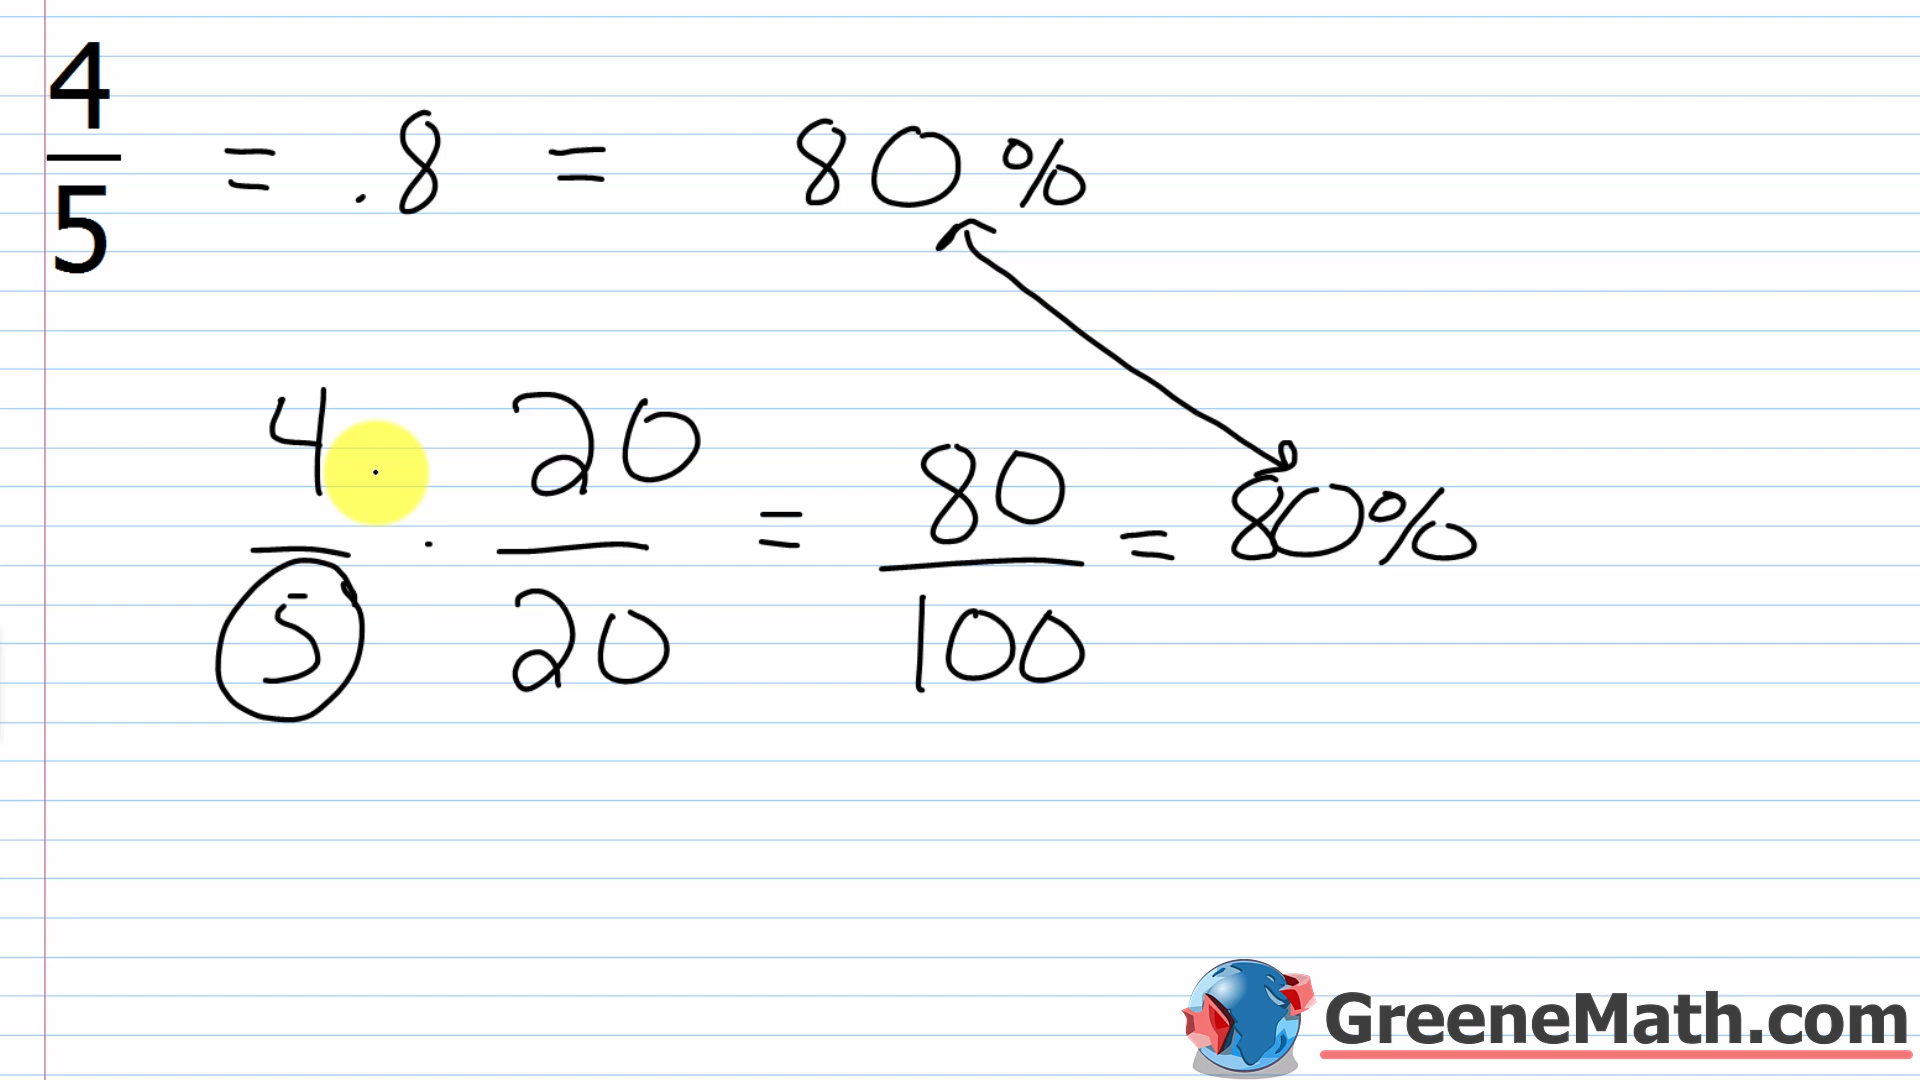 4/5 = .8 = 80%
4/5 · 20/20 = 80/100 = 80%
GreeneMath.com